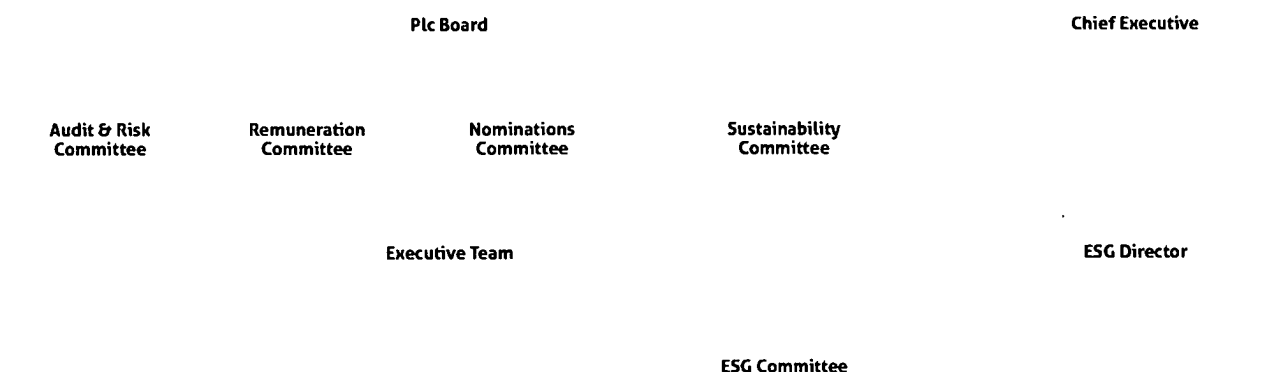 Plc Board
Chief Executive
Audit & Risk
Committee
Remuneration
Committee
Nominations
Committee
Sustainability
Committee
Executive Team
ESG Director
ESG Committee